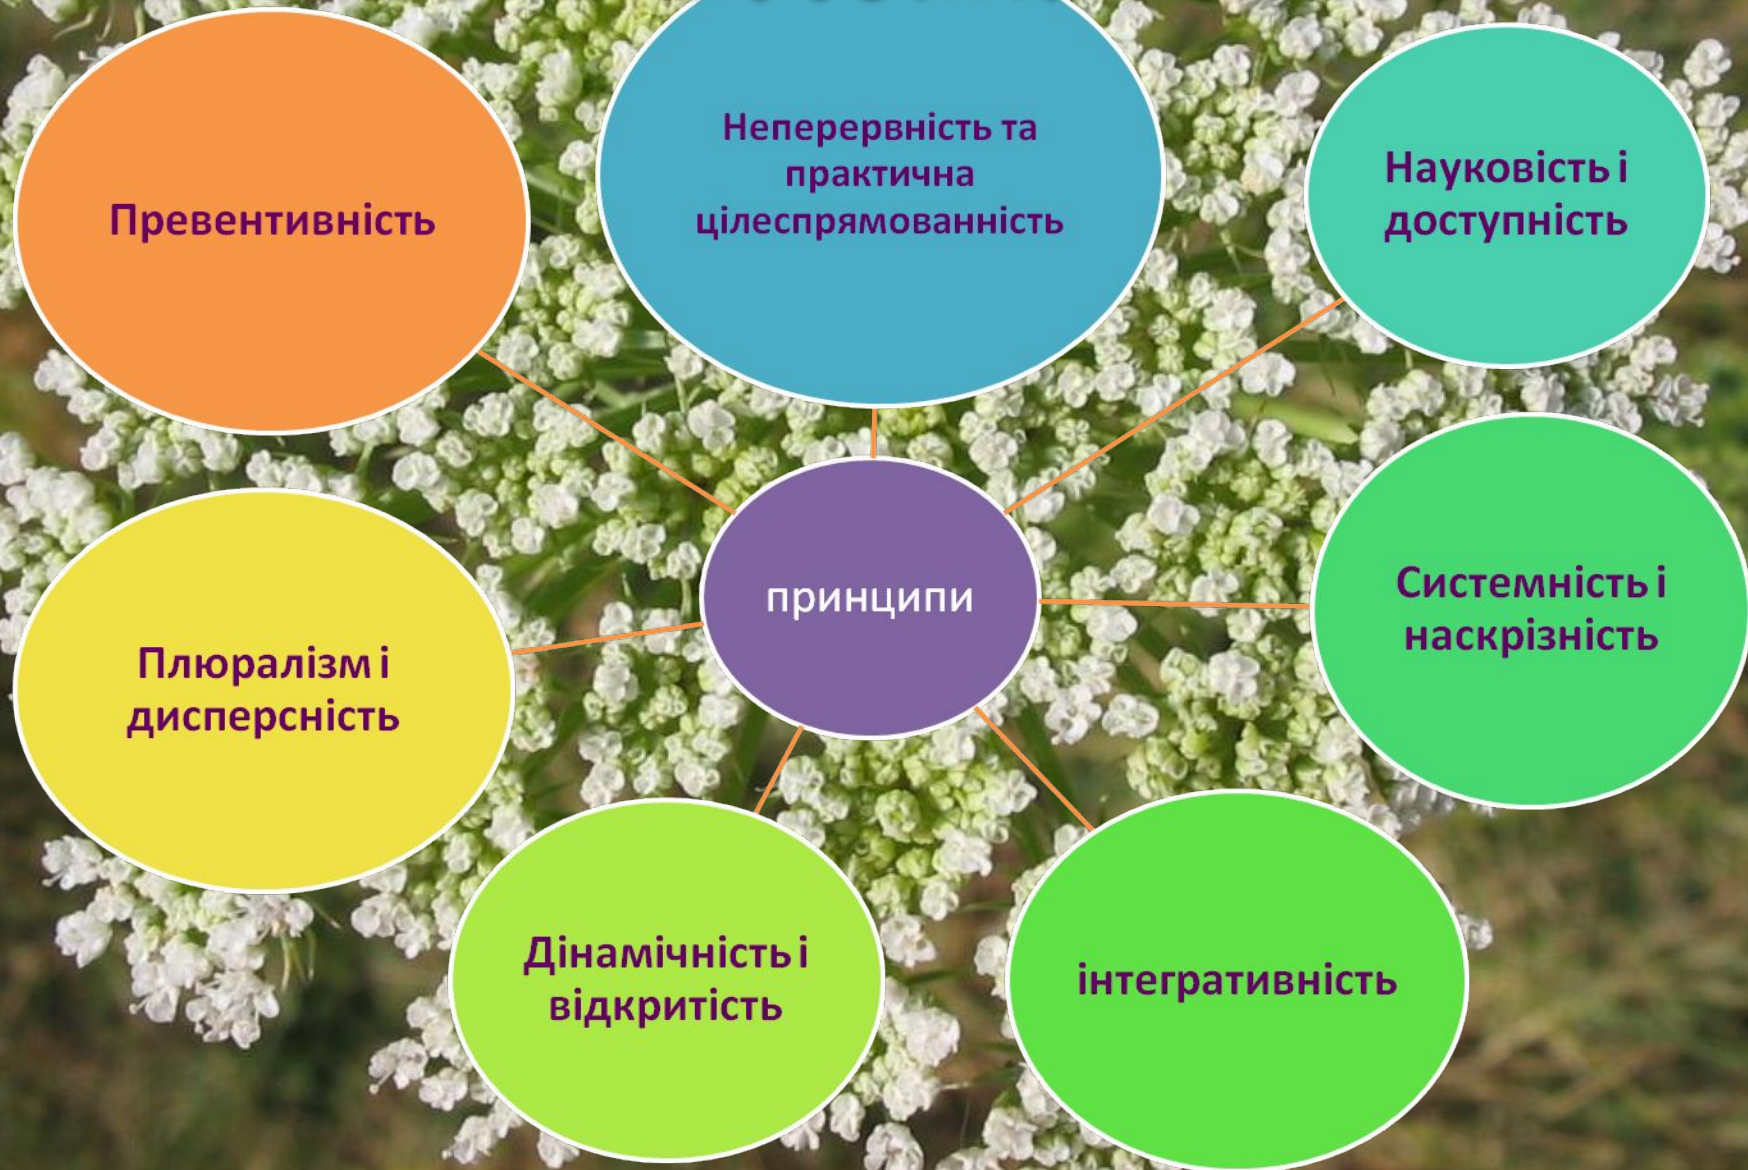 Неперервність та
практична
цілеспрямованність
Превентивність
Науковість і
доступність
принципи
Системність і
наскрізність
Плюралізм і
дисперсність
Дінамічність і
відкритість
інтегративність